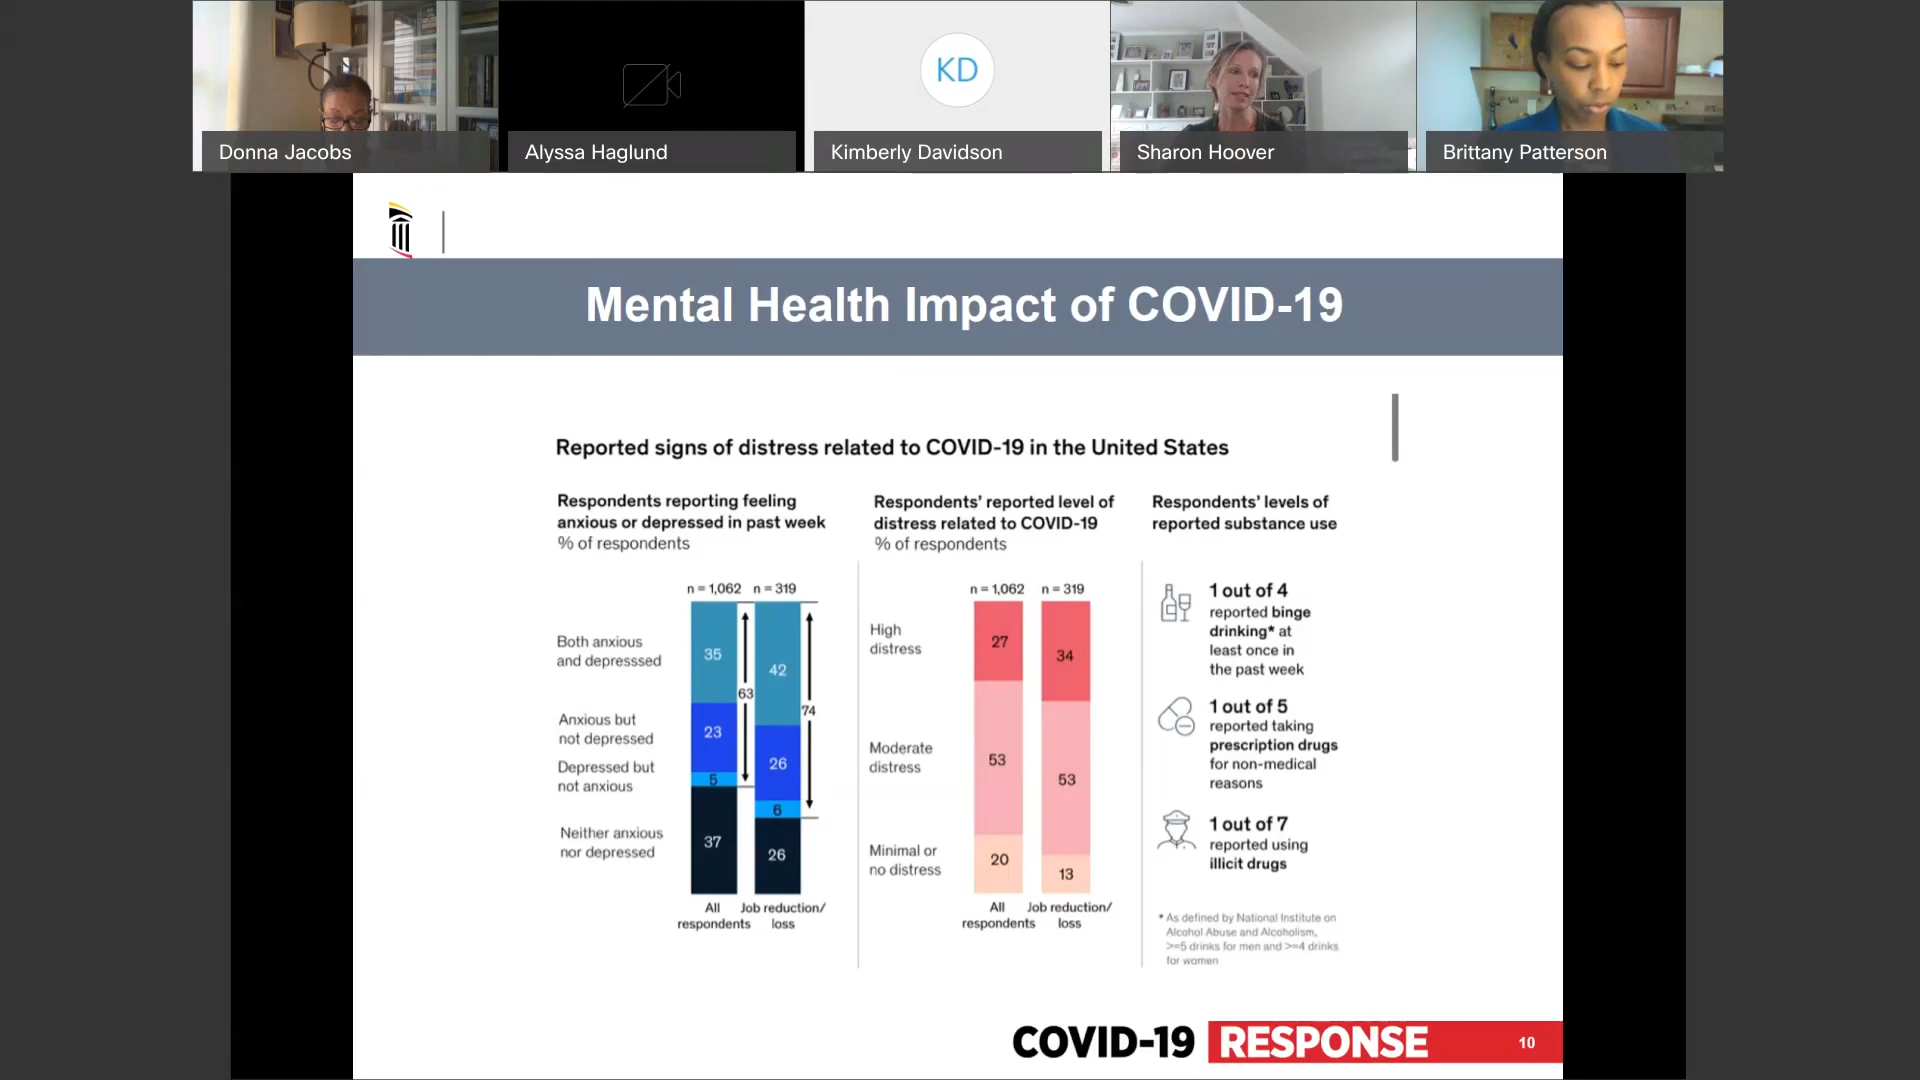 Donna Jacobs
Alyssa Haglund
KD
Kimberly Davidson
Sharon Hoover
Brittany Patterson
Mental Health Impact of COVID-19
Reported signs of distress related to COVID-19 in the United States
Respondents reporting feeling
anxious or depressed in past week
% of respondents
n = 1,062 n = 319
Both anxious
and depresssed
Anxious but
not depressed
Depressed but
not anxious
Neither anxious
nor depressed
35
23
5
37
63
42
26
6
26
74
All
respondents
Job reduction/
loss
Respondents' reported level of
distress related to COVID-19
% of respondents
n = 1,062 n = 319
High
distress
Moderate
distress
Minimal or
no distress
27
53
20
34
53
13
All
respondents
Job reduction/
loss
Respondents' levels of
reported substance use
1 out of 4
reported binge
drinking* at
least once in
the past week
1 out of 5
reported taking
prescription drugs
for non-medical
reasons
1 out of 7
reported using
illicit drugs
* As defined by National Institute on
Alcohol Abuse and Alcoholism,
>=5 drinks for men and >=4 drinks
for women
COVID-19 RESPONSE
10